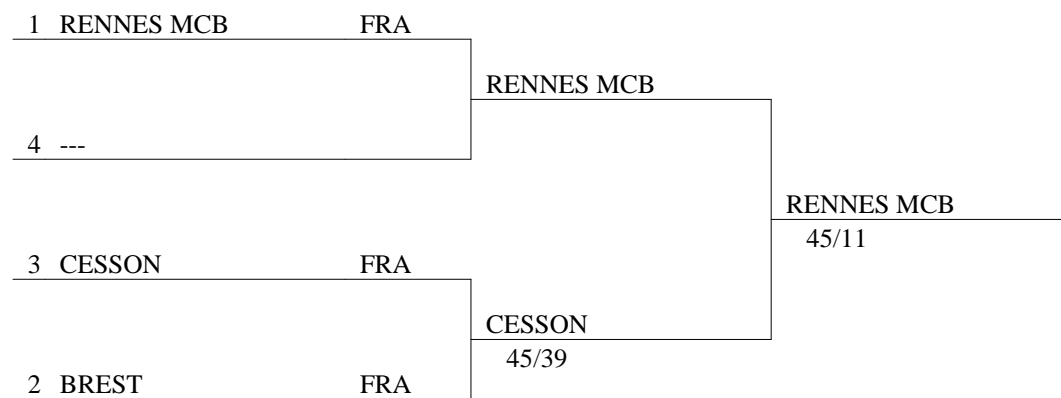 1 RENNES MCB FRA
RENNES MCB
4 ---
RENNES MCB
45/11
3 CESSON FRA
CESSON
45/39
2 BREST FRA